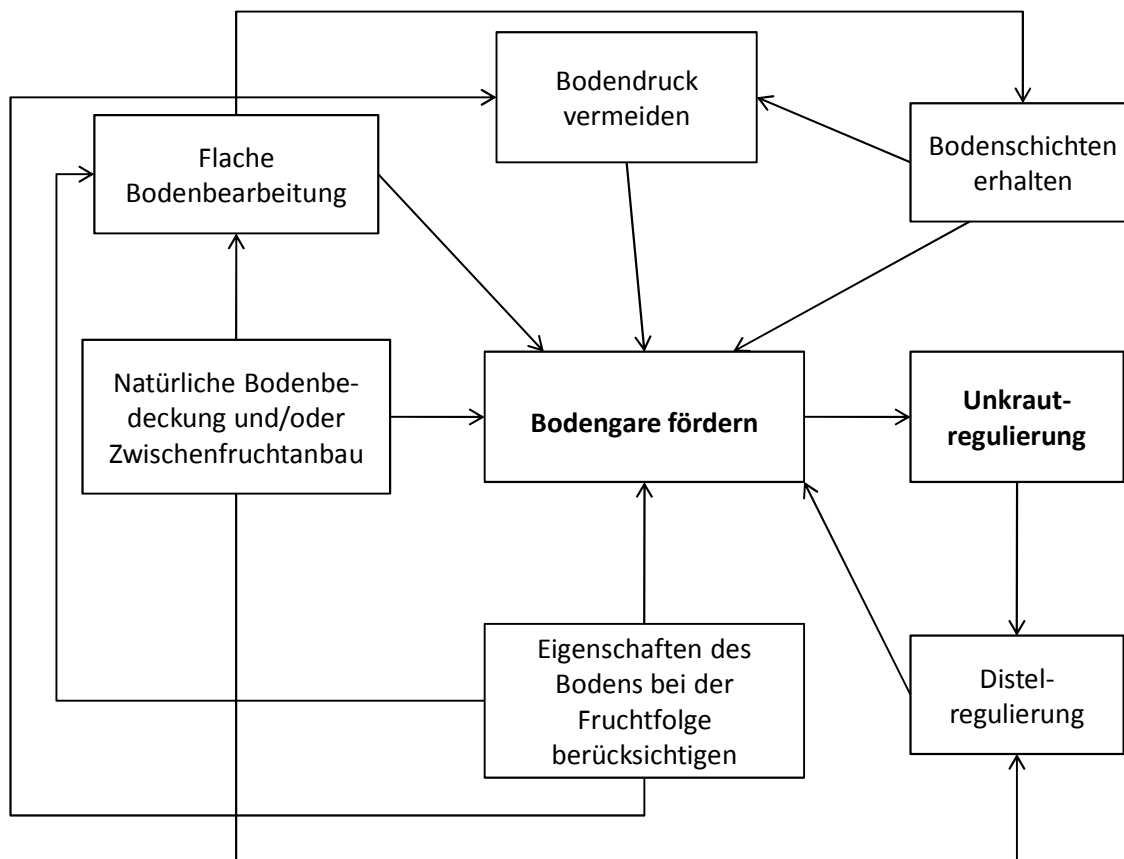 Bodendruck
vermeiden
Flache
Bodenbearbeitung
Bodenschichten
erhalten
Natürliche Bodenbe-
deckung und/oder
Zwischenfruchtanbau
Bodengare fördern
Unkraut-
regulierung
Eigenschaften des
Bodens bei der
Fruchtfolge
berücksichtigen
Distel-
regulierung